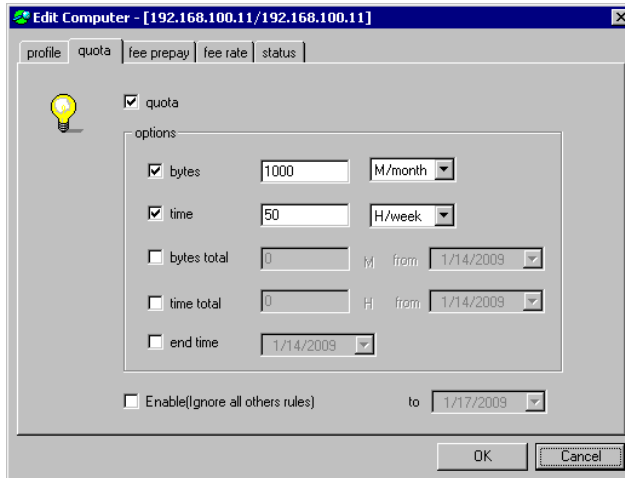 Edit Computer - [192.168.100.11/192.168.100.11]
profile quota fee prepay fee rate status
quota
options
bytes 1000 M/month
time 50 H/week
bytes total 0 M from 1/14/2009
time total 0 H from 1/14/2009
end time 1/14/2009
Enable(Ignore all others rules) to 1/17/2009
OK Cancel